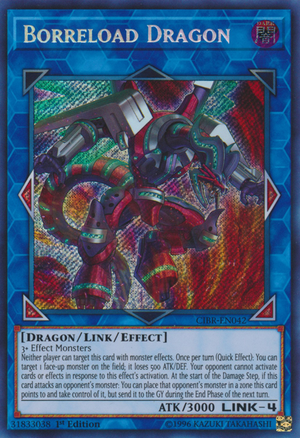 BORRELOAD DRAGON
DARK
CIBR-EN042
[DRAGON/LINK/EFFECT]
3+ Effect Monsters
Neither player can target this card with monster effects. Once per turn (Quick Effect): You can
target 1 face-up monster on the field; it loses 500 ATK/DEF. Your opponent cannot activate
cards or effects in response to this effect's activation. At the start of the Damage Step, if this
card attacks an opponent's monster: You can place that opponent's monster in a zone this card
points to and take control of it, but send it to the GY during the End Phase of the next turn.
ATK/3000 LINK-4
31833038 1st Edition ©1996 KAZUKI TAKAHASHI